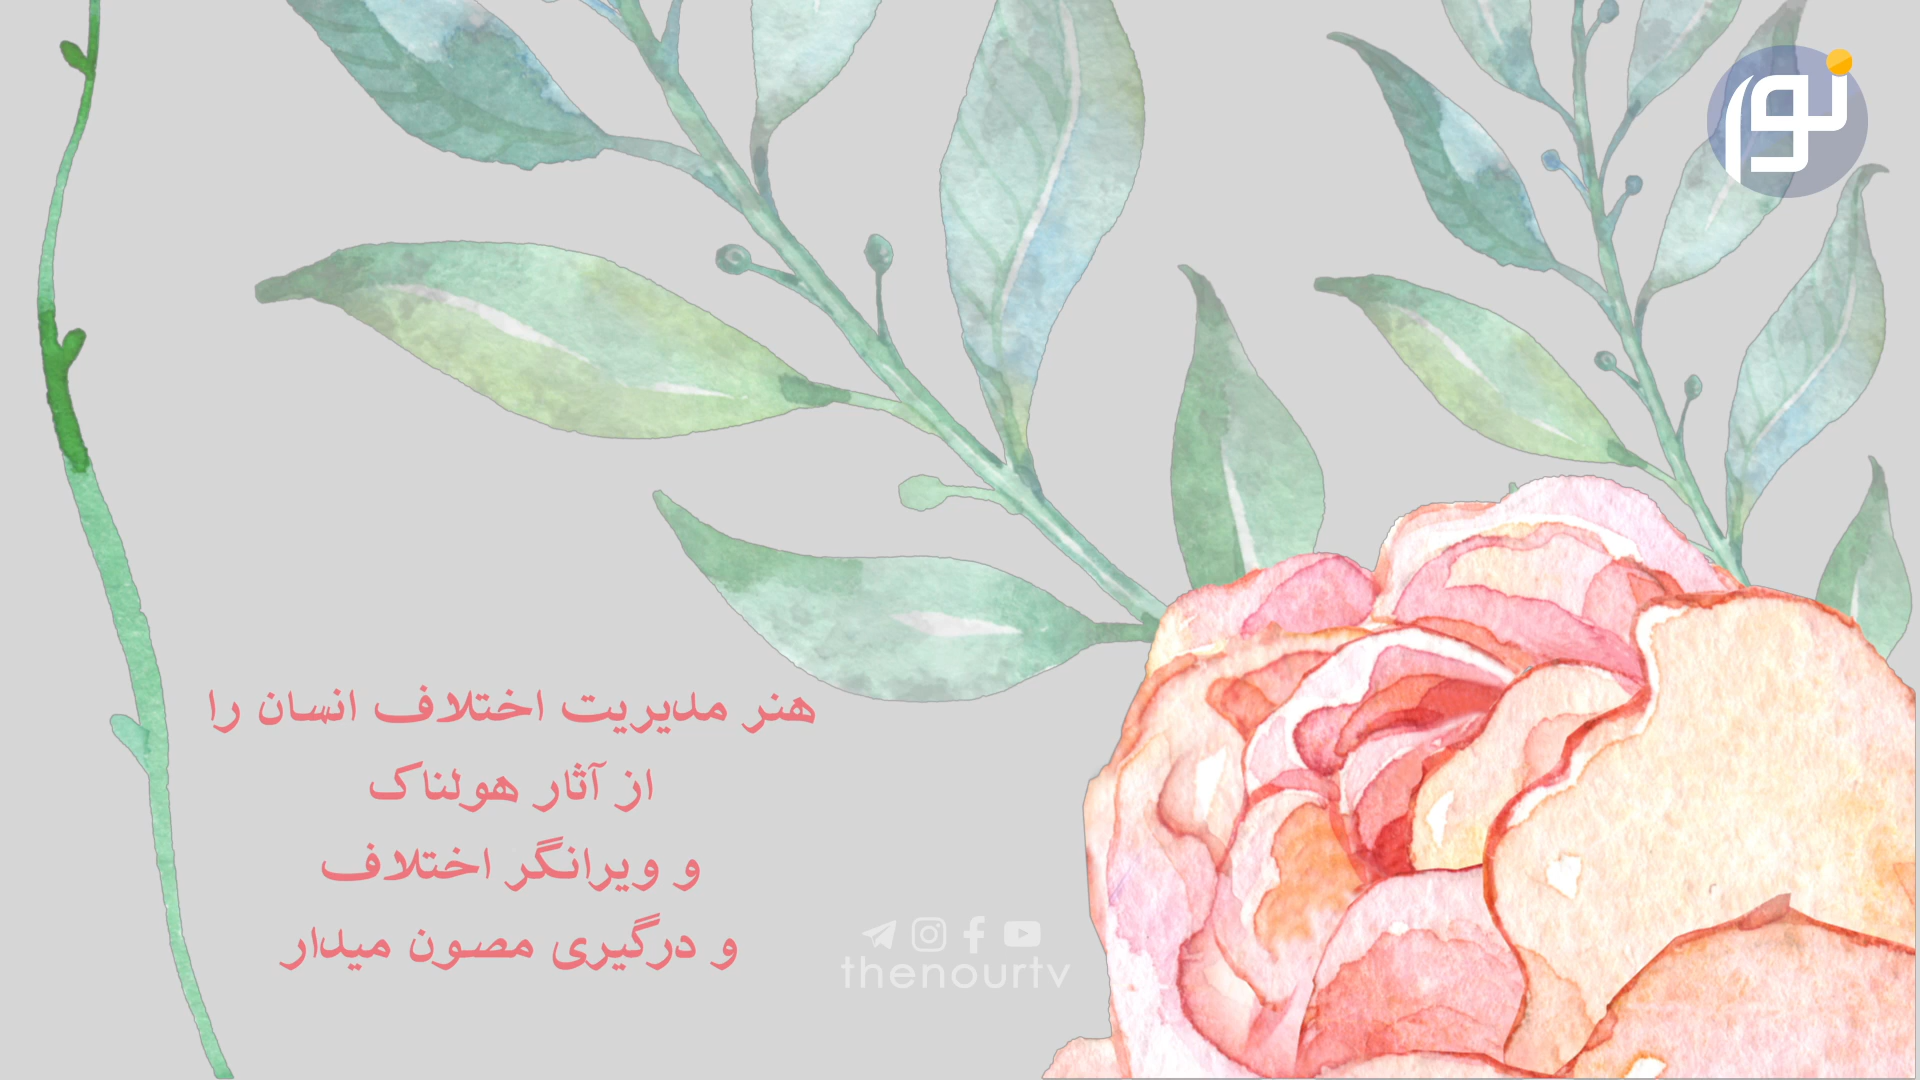 نور
هنر مدیریت اختلاف انسان را
از آثار هولناک
و ویرانگر اختلاف
و درگیری مصون میدار
thenourtv